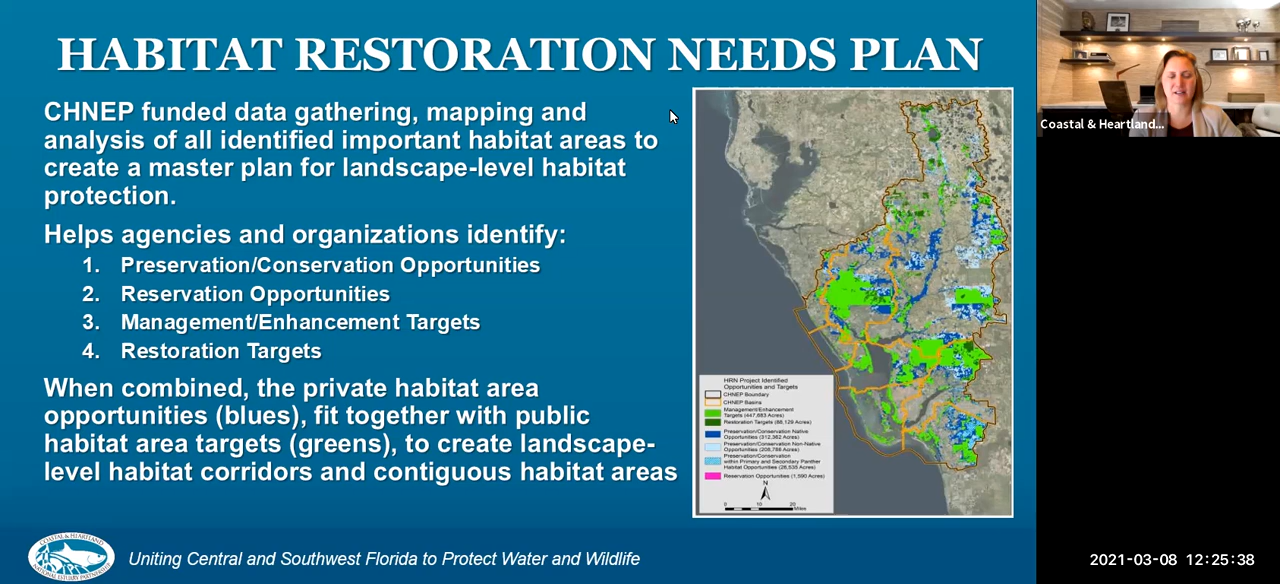 HABITAT RESTORATION NEEDS PLAN
CHNEP funded data gathering, mapping and
analysis of all identified important habitat areas to
create a master plan for landscape-level habitat
protection.
Helps agencies and organizations identify:
1. Preservation/Conservation Opportunities
2. Reservation Opportunities
3. Management/Enhancement Targets
4. Restoration Targets
When combined, the private habitat area
opportunities (blues), fit together with public
habitat area targets (greens), to create landscape-
level habitat corridors and contiguous habitat areas
HRN Project Identified
Opportunities and Targets
CHNEP Boundary
CHNEP Basins
Management/Enhancement
Targets (447,683 Acres)
Restoration Targets (86,129 Acres)
Preservation/Conservation Native
Opportunities (312,382 Acres)
Preservation/Conservation Non-Native
Opportunities (208,788 Acres)
Preservation/Conservation
within Primary and Secondary Panther
Habitat Opportunities (26,535 Acres)
Reservation Opportunities (1,590 Acres)
N
0 5 10 20
Miles
COASTAL & HEARTLAND
NATIONAL ESTUARY PARTNERSHIP
Uniting Central and Southwest Florida to Protect Water and Wildlife
Coastal & Heartland...
2021-03-08 12:25:38